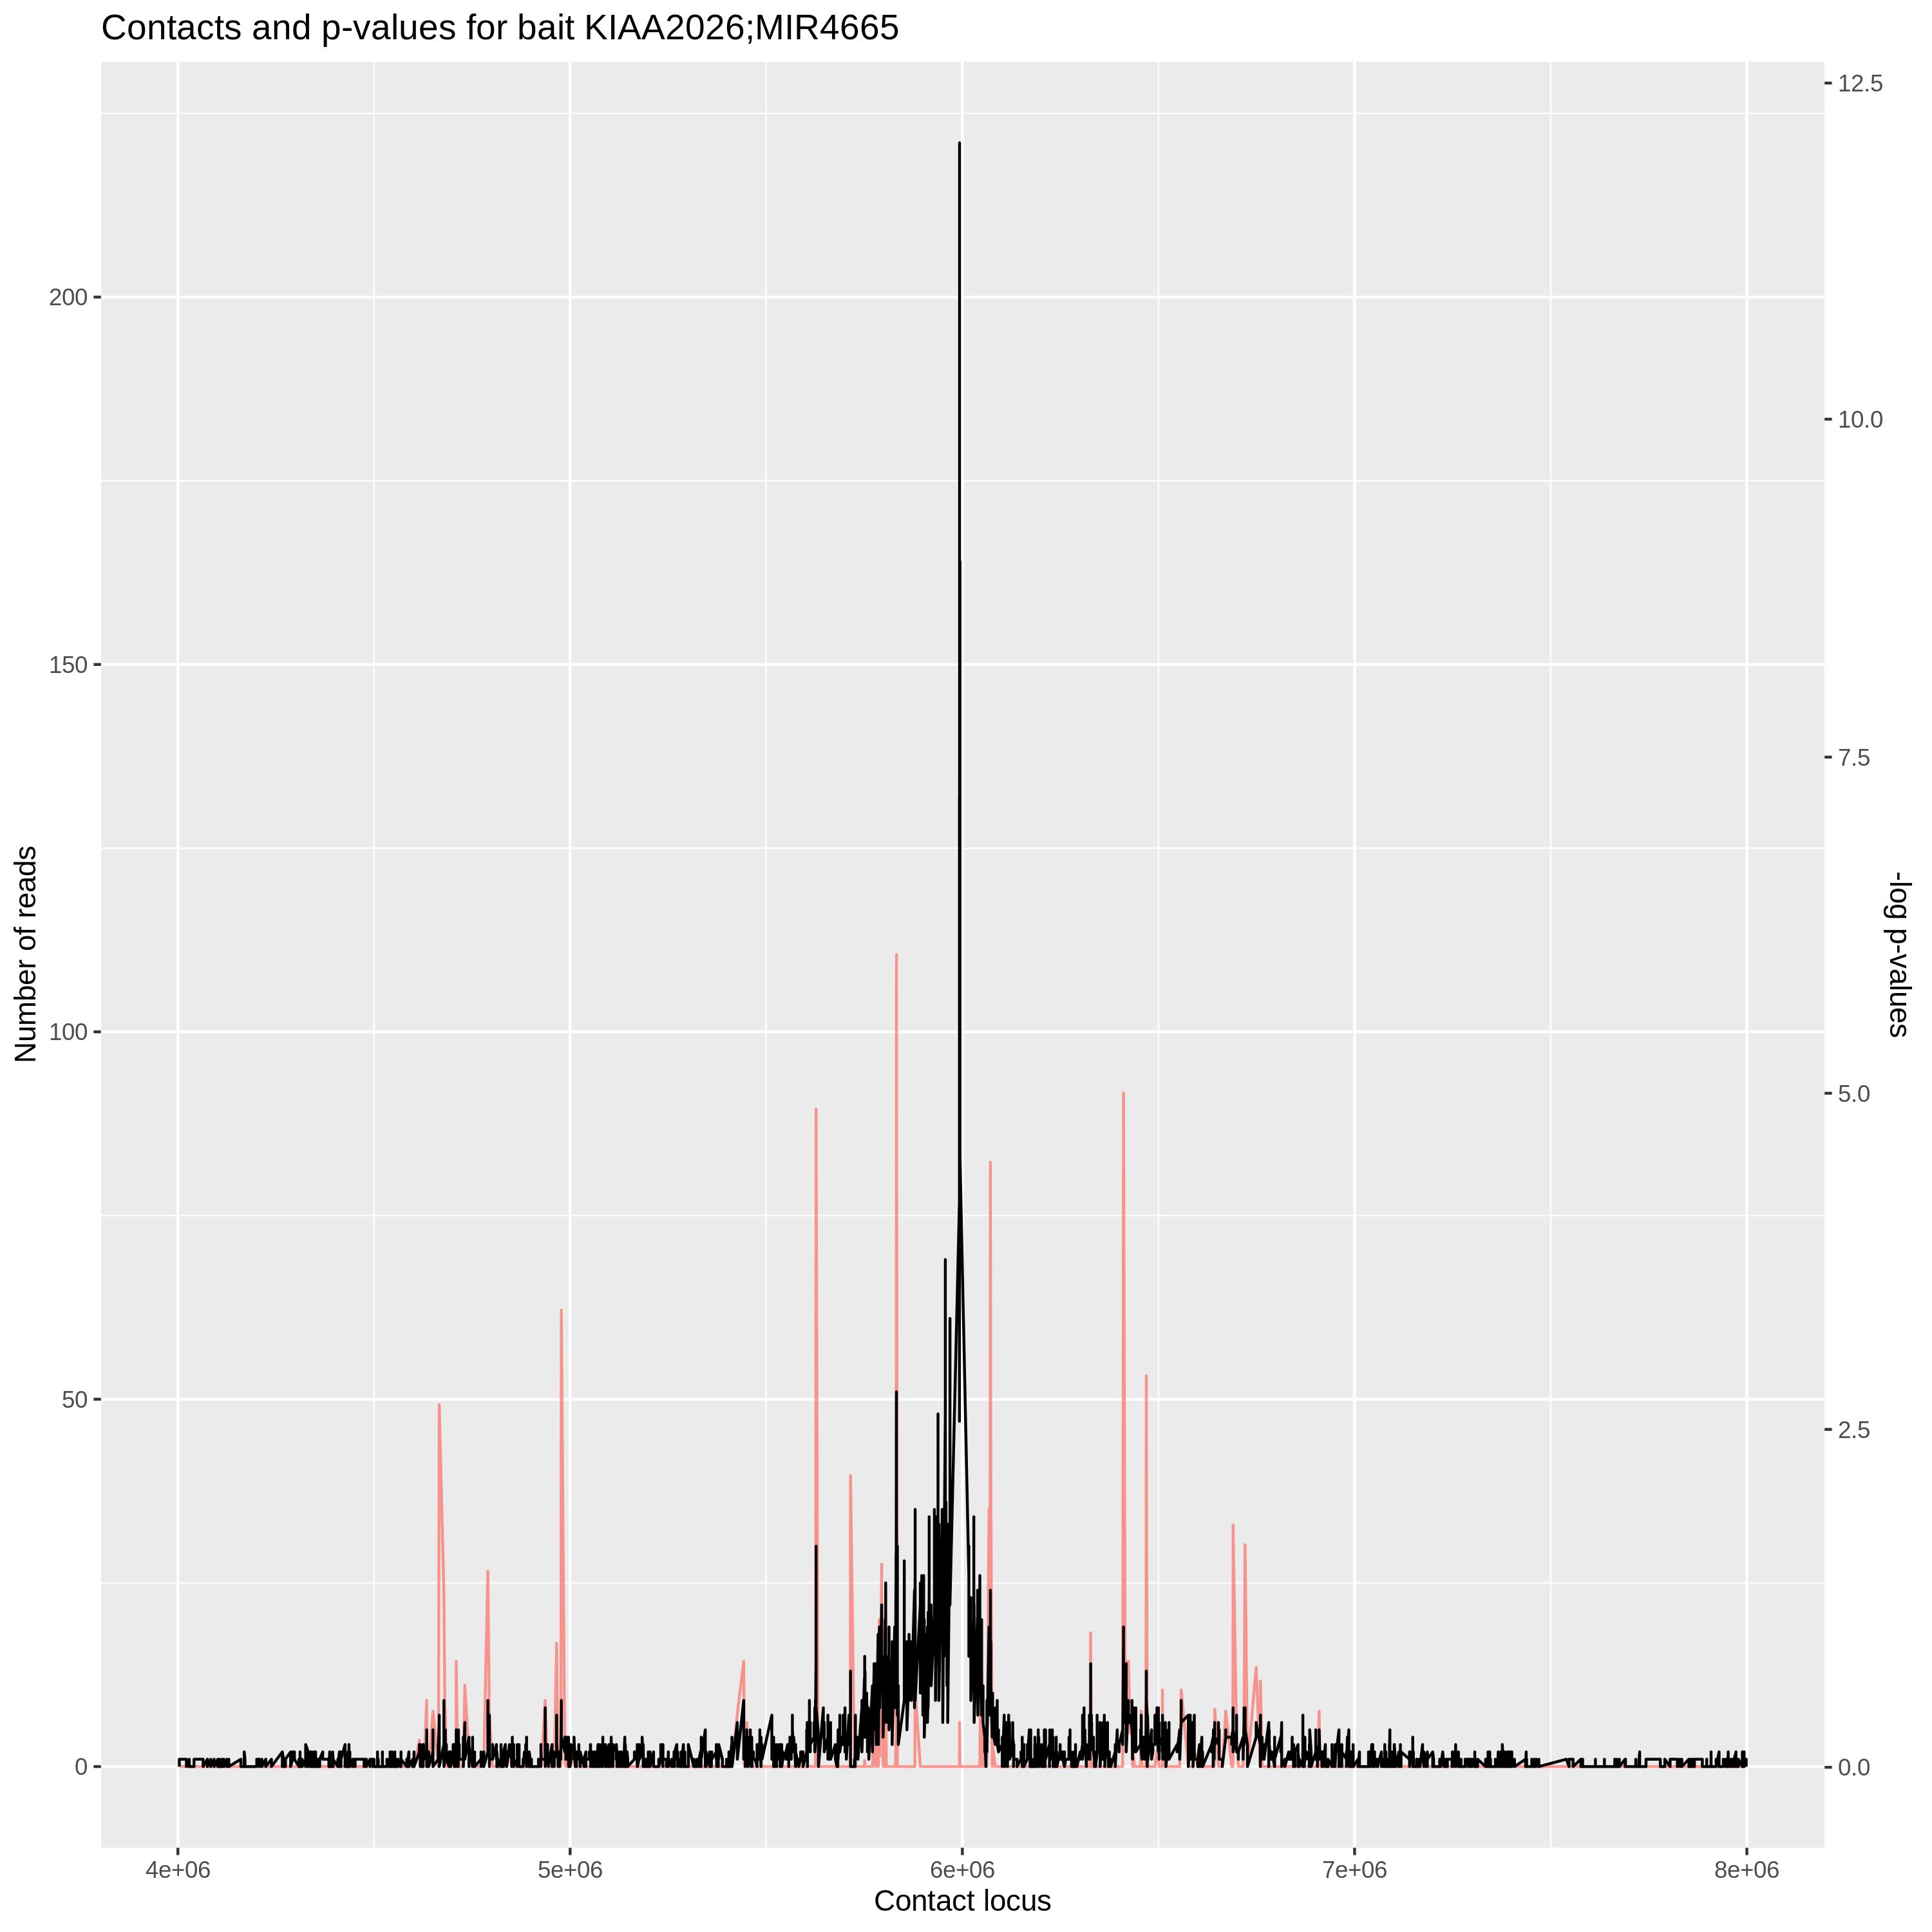 Contacts and p-values for bait KIAA2026;MIR4665
Number of reads
200
150
100
50
0
12.5
10.0
7.5
5.0
2.5
0.0
-log p-values
4e+06 5e+06 6e+06 7e+06 8e+06
Contact locus